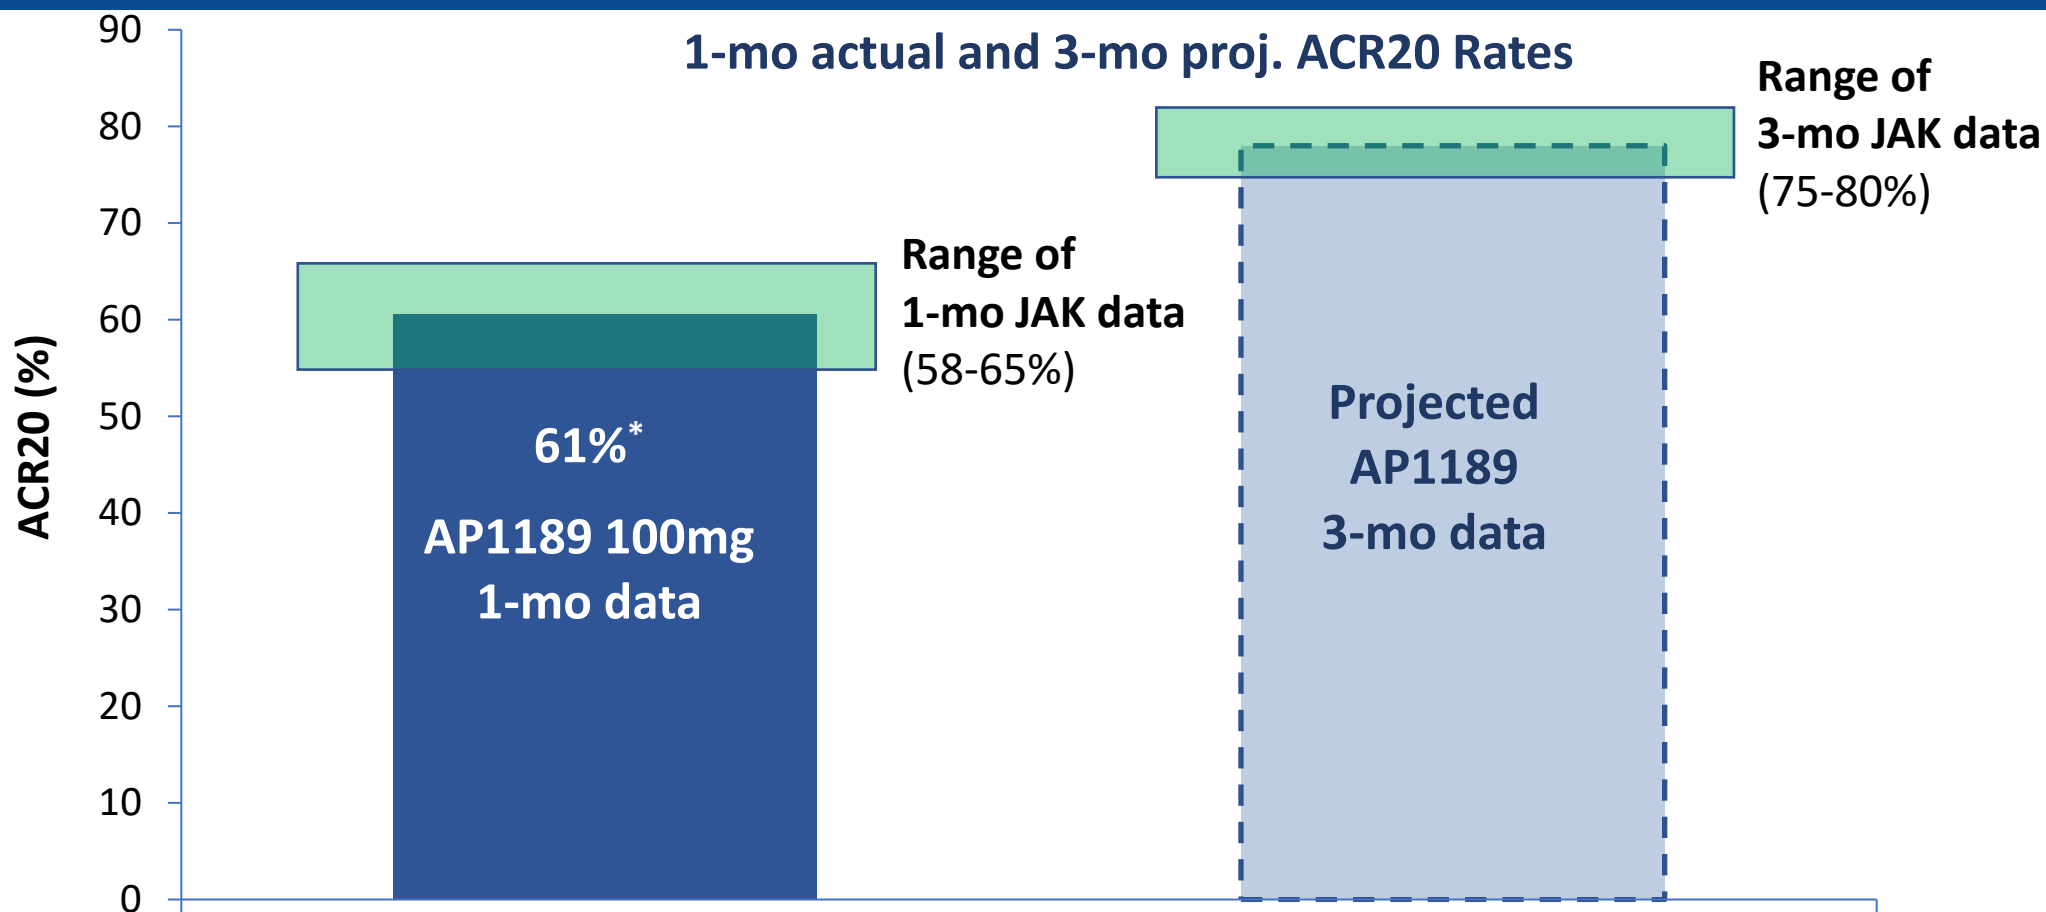 1-mo actual and 3-mo proj. ACR20 Rates
ACR20 (%)
90
80
70
60
50
40
30
20
10
0
Range of
1-mo JAK data
(58-65%)
61%*
AP1189 100mg
1-mo data
Range of
3-mo JAK data
(75-80%)
Projected
AP1189
3-mo data